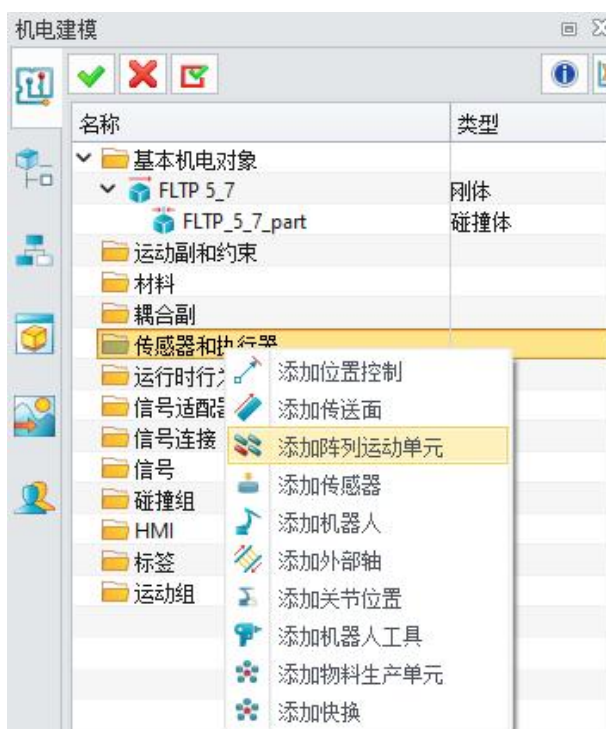 机电建模
名称 类型
基本机电对象
FLTP 5_7 刚体
FLTP_5_7_part 碰撞体
运动副和约束
材料
耦合副
传感器和执行器
运行时行
添加位置控制
信号适配
添加传送面
信号连接
添加阵列运动单元
信号
添加传感器
碰撞组
HMI
添加机器人
标签
添加外部轴
运动组
添加关节位置
添加机器人工具
添加物料生产单元
添加快换